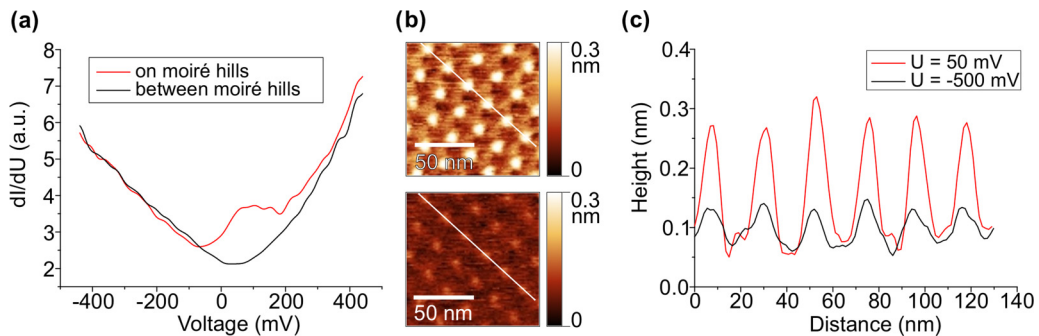 (a)
8
7
6
5
4
3
2
dI/dU (a.u.)
on moiré hills
between moiré hills
-400 -200 0 200 400
Voltage (mV)
(b)
0.3
nm
0
50 nm
0.3
nm
0
50 nm
(c)
0.4
0.3
0.2
0.1
0.0
Height (nm)
U = 50 mV
U = -500 mV
0 20 40 60 80 100 120 140
Distance (nm)